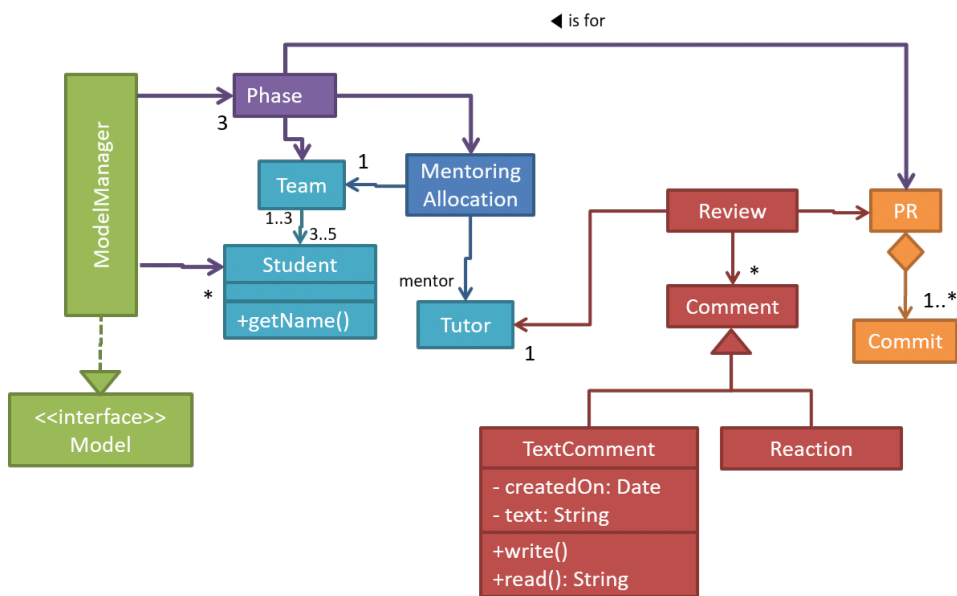 ◀ is for
ModelManager
Phase
3
Team
1
Mentoring
Allocation
1..3
3..5
Student
+getName()
*
mentor
Tutor
1
Review
*
Comment
PR
1..*
Commit
<<interface>>
Model
TextComment
- createdOn: Date
- text: String
+write()
+read(): String
Reaction